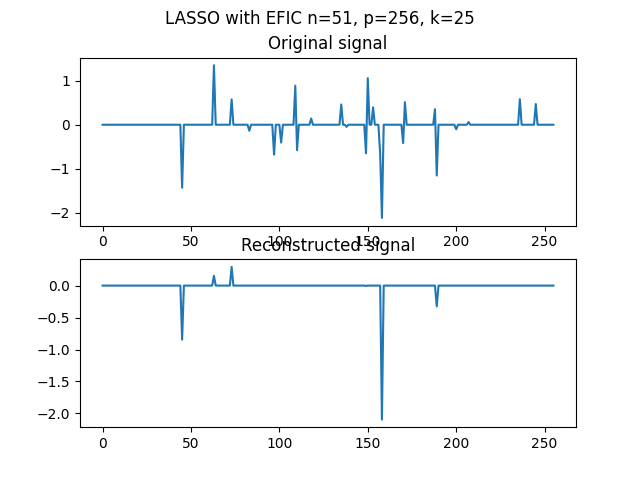 LASSO with EFIC n=51, p=256, k=25
Original signal
1
0
−1
−2
0 50 100 150 200 250
Reconstructed signal
0.0
−0.5
−1.0
−1.5
−2.0
0 50 100 150 200 250